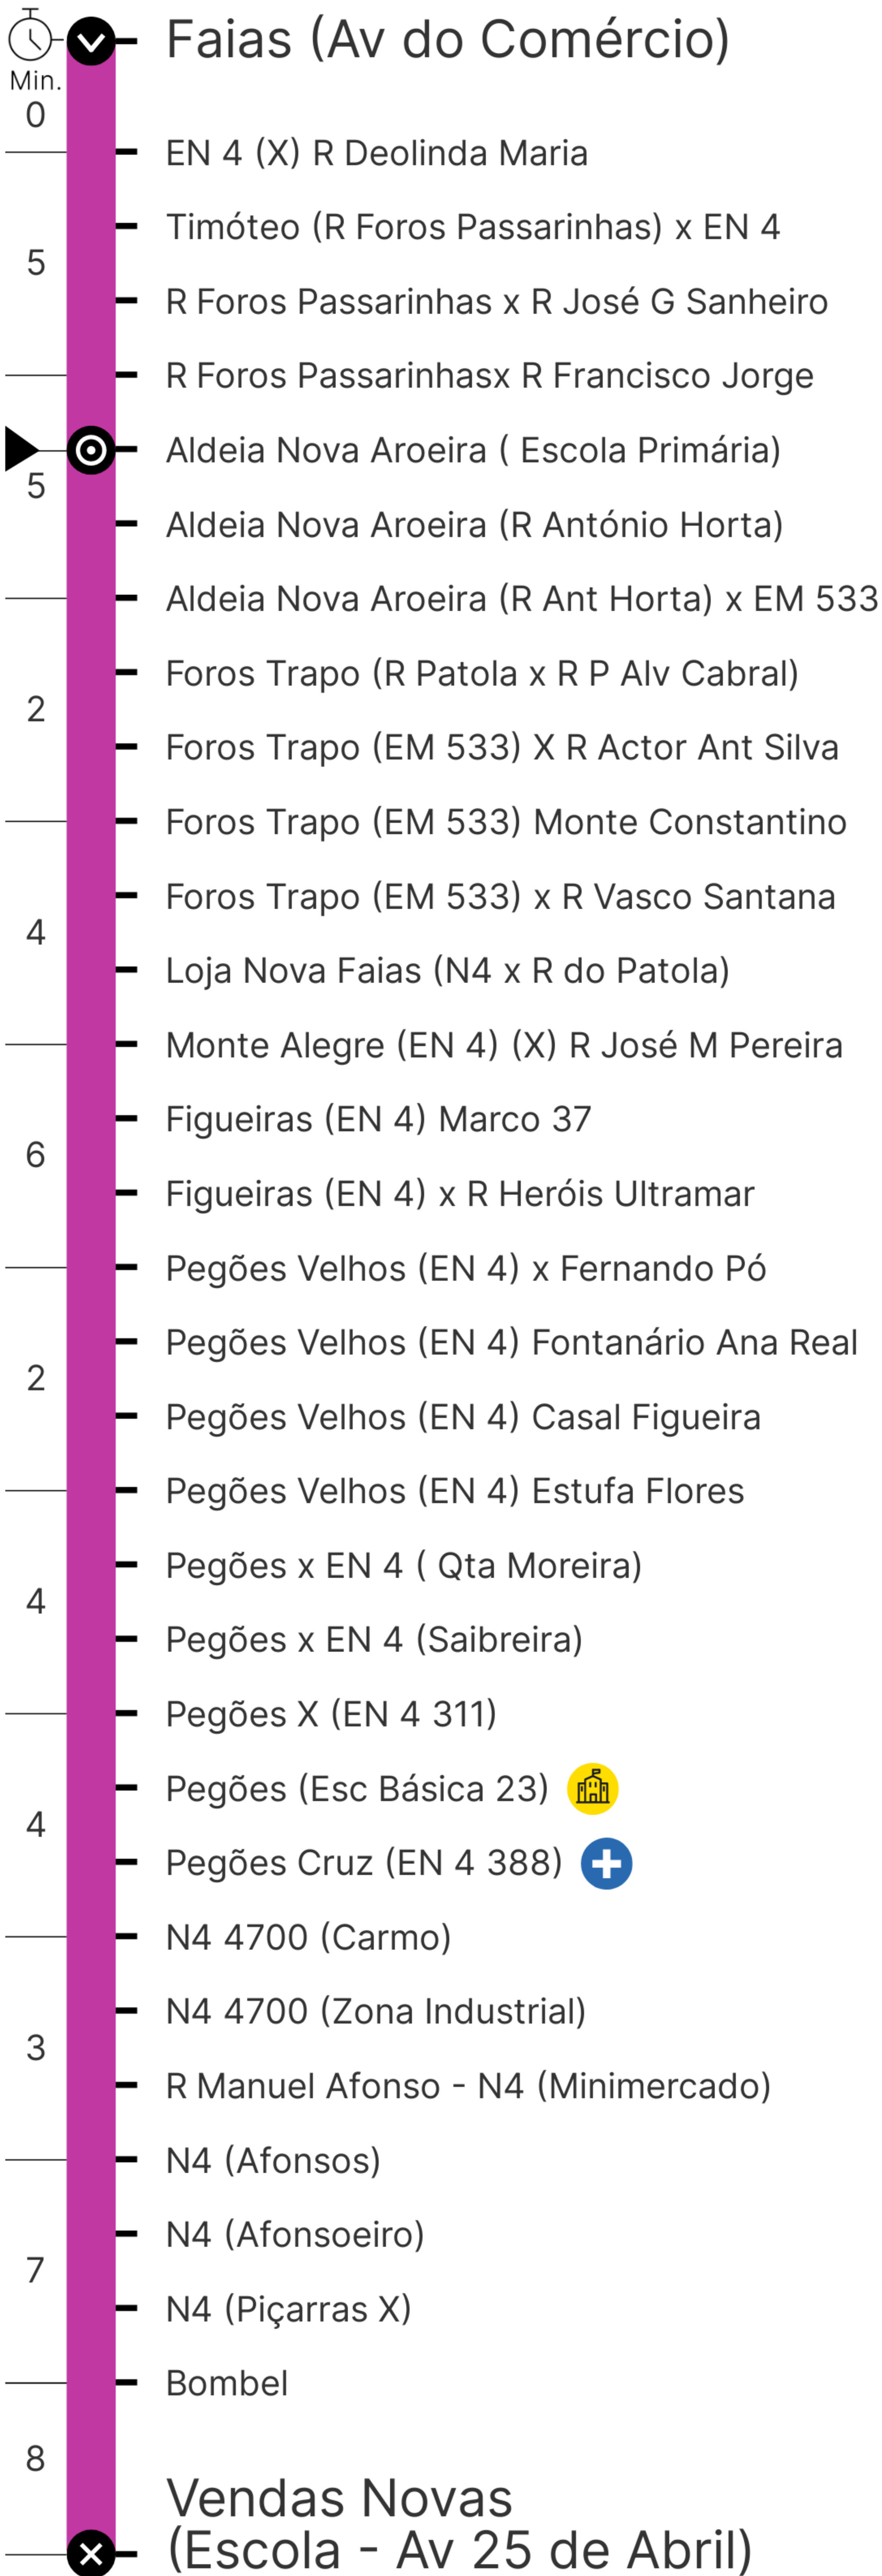 Faias (Av do Comércio)
Min.
0
EN 4 (X) R Deolinda Maria
Timóteo (R Foros Passarinhas) x EN 4
5
R Foros Passarinhas x R José G Sanheiro
R Foros Passarinhasx R Francisco Jorge
Aldeia Nova Aroeira ( Escola Primária)
5
Aldeia Nova Aroeira (R António Horta)
Aldeia Nova Aroeira (R Ant Horta) x EM 533
Foros Trapo (R Patola x R P Alv Cabral)
2
Foros Trapo (EM 533) X R Actor Ant Silva
Foros Trapo (EM 533) Monte Constantino
Foros Trapo (EM 533) x R Vasco Santana
4
Loja Nova Faias (N4 x R do Patola)
Monte Alegre (EN 4) (X) R José M Pereira
Figueiras (EN 4) Marco 37
6
Figueiras (EN 4) x R Heróis Ultramar
Pegões Velhos (EN 4) x Fernando Pó
Pegões Velhos (EN 4) Fontanário Ana Real
2
Pegões Velhos (EN 4) Casal Figueira
Pegões Velhos (EN 4) Estufa Flores
Pegões x EN 4 ( Qta Moreira)
4
Pegões x EN 4 (Saibreira)
Pegões X (EN 4 311)
Pegões (Esc Básica 23)
4
Pegões Cruz (EN 4 388)
N4 4700 (Carmo)
N4 4700 (Zona Industrial)
3
R Manuel Afonso - N4 (Minimercado)
N4 (Afonsos)
N4 (Afonsoeiro)
7
N4 (Piçarras X)
Bombel
8
Vendas Novas
(Escola - Av 25 de Abril)